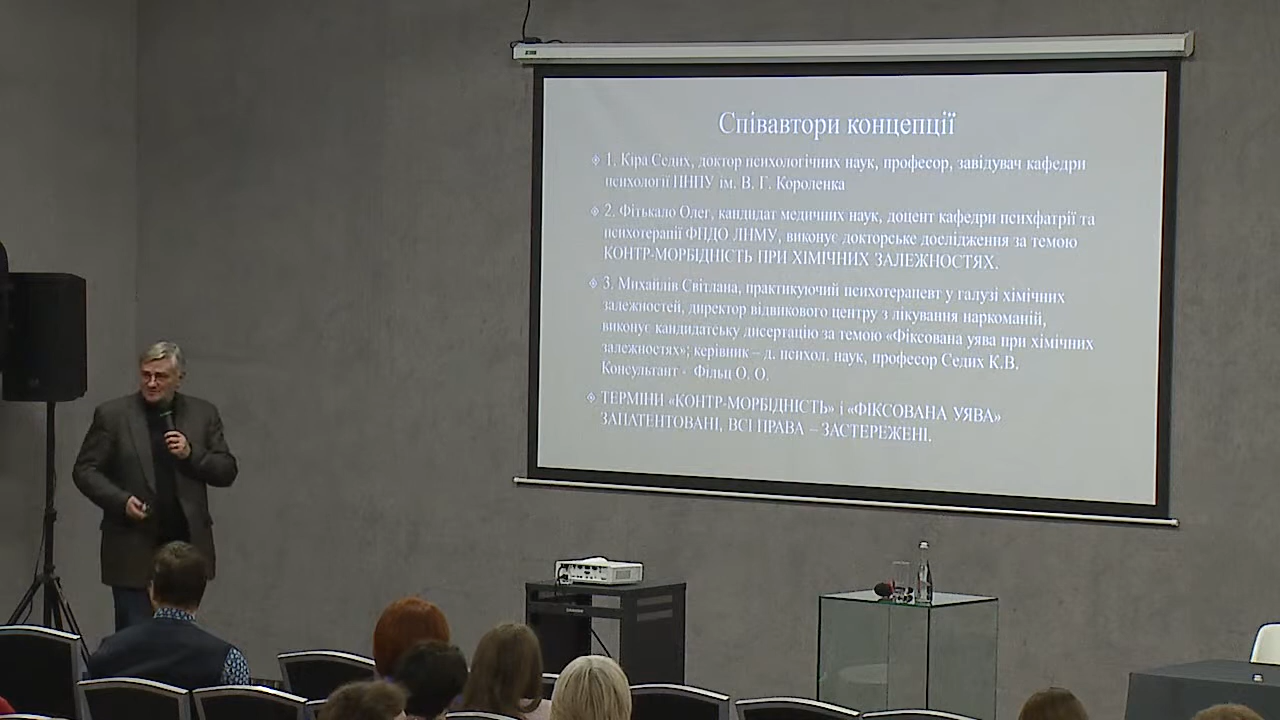 Співавтори концепції
1. Кіра Седих, доктор психологічних наук, професор, завідувач кафедри
психології ПНПУ ім. В. Г. Короленка
2. Фітькало Олег, кандидат медичних наук, доцент кафедри психфатрії та
психотерапії ФПДО ЛНМУ, виконує докторське дослідження за темою
КОНТР-МОРБІДНІСТЬ ПРИ ХІМІЧНИХ ЗАЛЕЖНОСТЯХ.
3. Михайлів Світлана, практикуючий психотерапевт у галузі хімічних
залежностей, директор відвикового центру з лікування наркоманій,
виконує кандидатську дисертацію за темою «Фіксована уява при хімічних
залежностях»; керівник – д. психол. наук, професор Седих К.В.
Консультант - Фільц О. О.
ТЕРМІНИ «КОНТР-МОРБІДНІСТЬ» і «ФІКСОВАНА УЯВА»
ЗАПАТЕНТОВАНІ, ВСІ ПРАВА – ЗАСТЕРЕЖЕНІ.